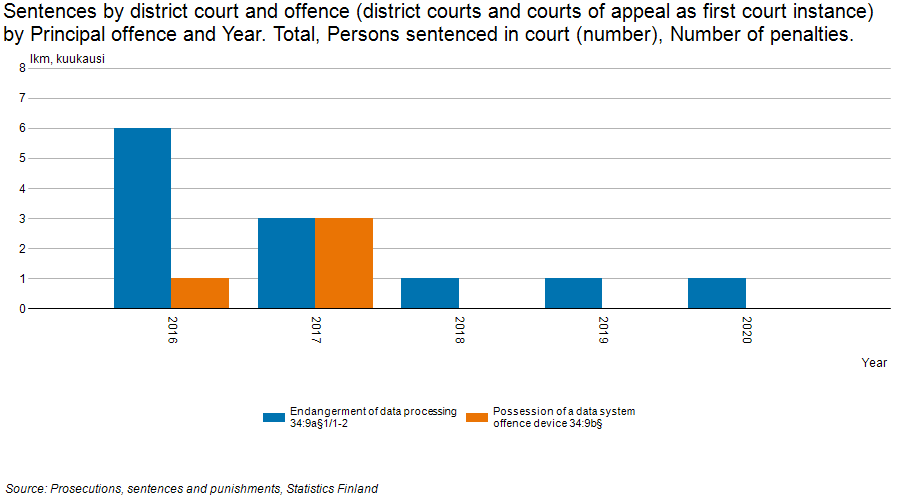 Sentences by district court and offence (district courts and courts of appeal as first court instance)
by Principal offence and Year. Total, Persons sentenced in court (number), Number of penalties.
lkm, kuukausi
8
7
6
5
4
3
2
1
0
2016
2017
2018
2019
2020
Year
Endangerment of data processing
34:9a§1/1-2
Possession of a data system
offence device 34:9b§
Source: Prosecutions, sentences and punishments, Statistics Finland